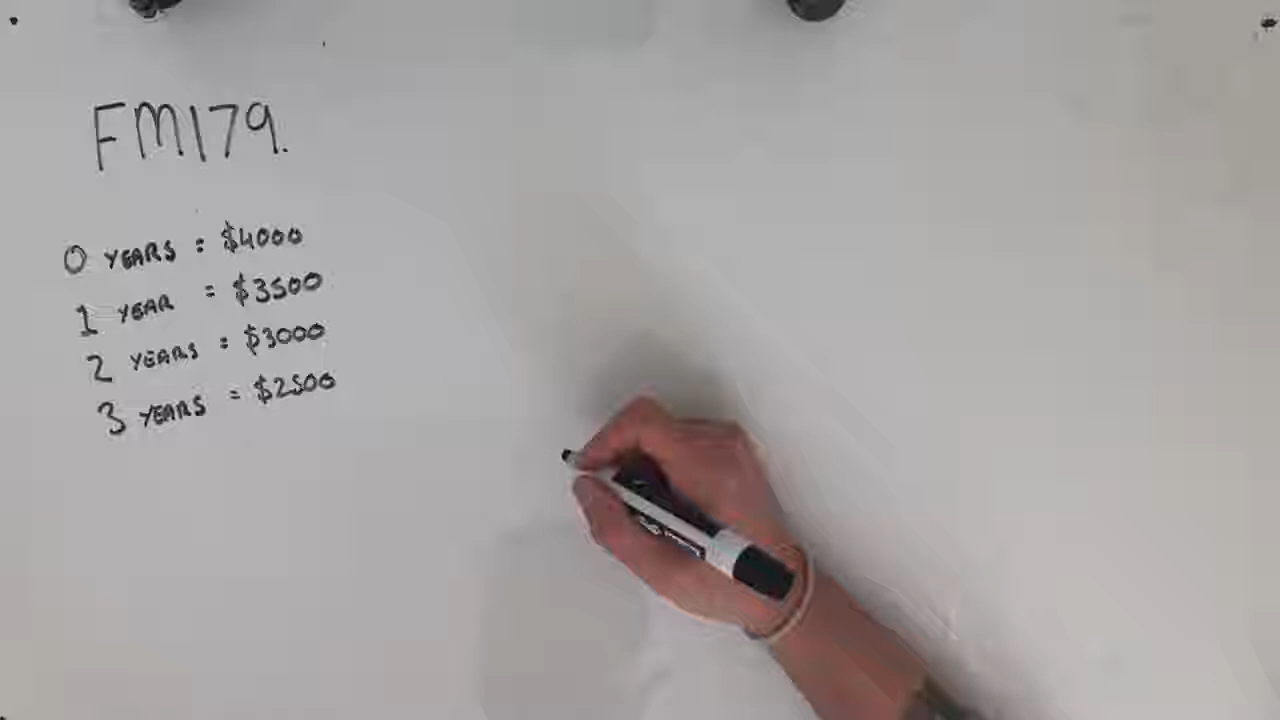 FM179.
0 YEARS = $4000
1 YEAR = $3500
2 YEARS = $3000
3 YEARS = $2500